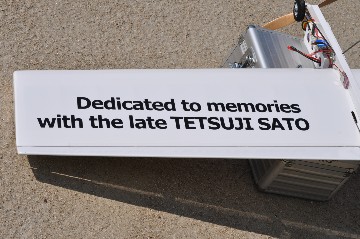 Dedicated to memories
with the late TETSUJI SATO